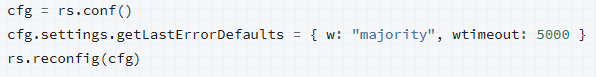 cfg = rs.conf()
cfg.settings.getLastErrorDefaults = { w: "majority", wtimeout: 5000 }
rs.reconfig(cfg)